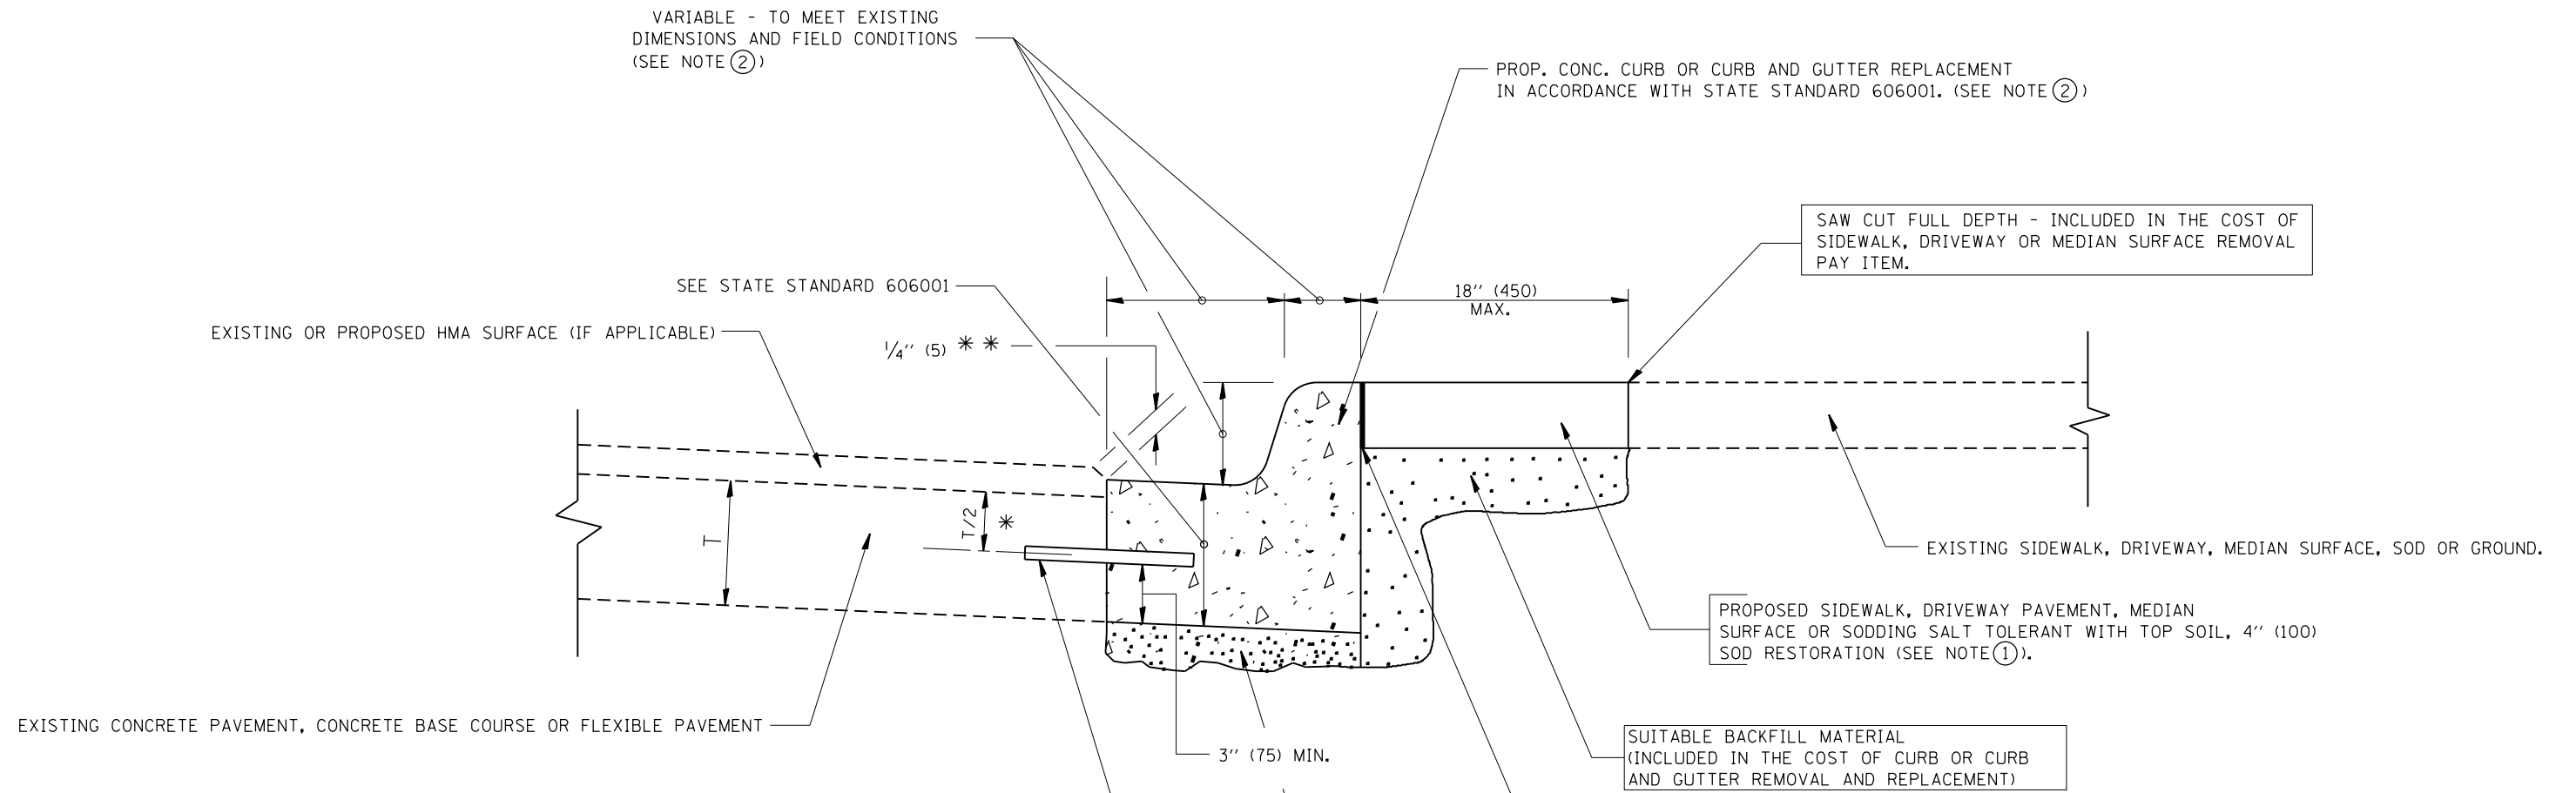 VARIABLE - TO MEET EXISTING
DIMENSIONS AND FIELD CONDITIONS
(SEE NOTE ②)
PROP. CONC. CURB OR CURB AND GUTTER REPLACEMENT
IN ACCORDANCE WITH STATE STANDARD 606001. (SEE NOTE ②)
SAW CUT FULL DEPTH - INCLUDED IN THE COST OF
SIDEWALK, DRIVEWAY OR MEDIAN SURFACE REMOVAL
PAY ITEM.
SEE STATE STANDARD 606001
18" (450)
MAX.
EXISTING OR PROPOSED HMA SURFACE (IF APPLICABLE)
1/4" (5) * *
T
T/2 *
EXISTING SIDEWALK, DRIVEWAY, MEDIAN SURFACE, SOD OR GROUND.
PROPOSED SIDEWALK, DRIVEWAY PAVEMENT, MEDIAN
SURFACE OR SODDING SALT TOLERANT WITH TOP SOIL, 4" (100)
SOD RESTORATION (SEE NOTE ①).
EXISTING CONCRETE PAVEMENT, CONCRETE BASE COURSE OR FLEXIBLE PAVEMENT
3" (75) MIN.
SUITABLE BACKFILL MATERIAL
(INCLUDED IN THE COST OF CURB OR CURB
AND GUTTER REMOVAL AND REPLACEMENT)